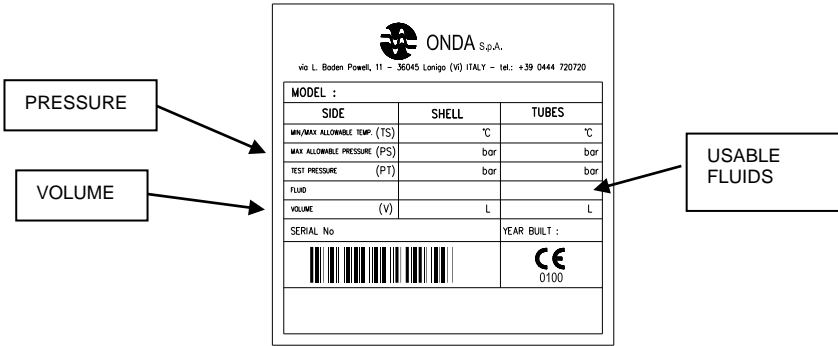 ONDA S.p.A.
via L. Baden Powell, 11 - 36045 Lonigo (Vi) ITALY - tel.: +39 0444 720720
MODEL :
SIDE SHELL TUBES
MIN/MAX ALLOWABLE TEMP. (TS) °C °C
PRESSURE
MAX ALLOWABLE PRESSURE (PS) bar bar
TEST PRESSURE (PT) bar bar
USABLE
FLUIDS
FLUID
VOLUME
VOLUME (V) L L
SERIAL No YEAR BUILT :
CE
0100